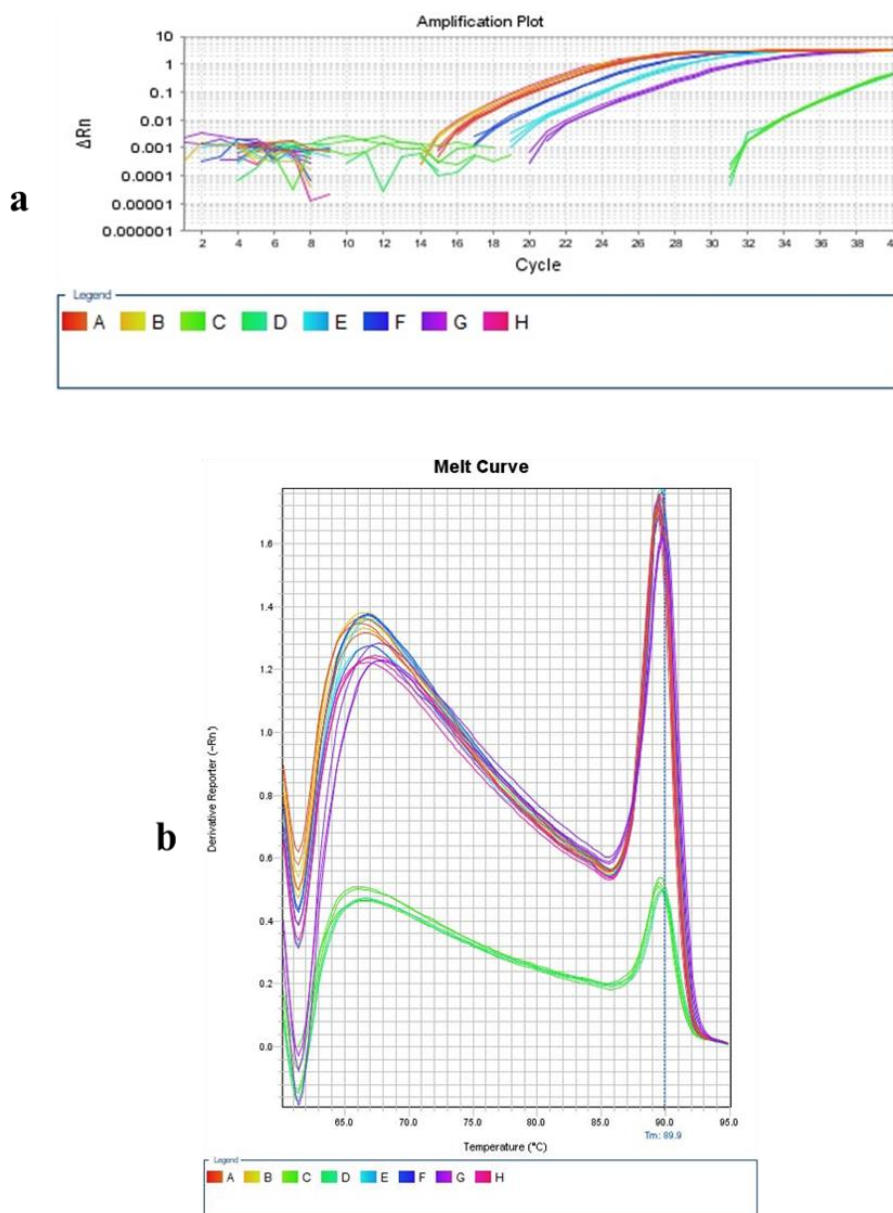 Amplification Plot
10
1
0.1
0.01
0.001
0.0001
0.00001
0.000001
ΔRn
a
2 4 6 8 10 12 14 16 18 20 22 24 26 28 30 32 34 36 38 4
Cycle
Legend
A B C D E F G H
Melt Curve
1.6
1.4
1.2
1.0
0.8
0.6
0.4
0.2
0.0
Derivative Reporter (-Rn)
b
65.0 70.0 75.0 80.0 85.0 90.0 95.0
Tm: 89.9
Temperature (°C)
Legend
A B C D E F G H